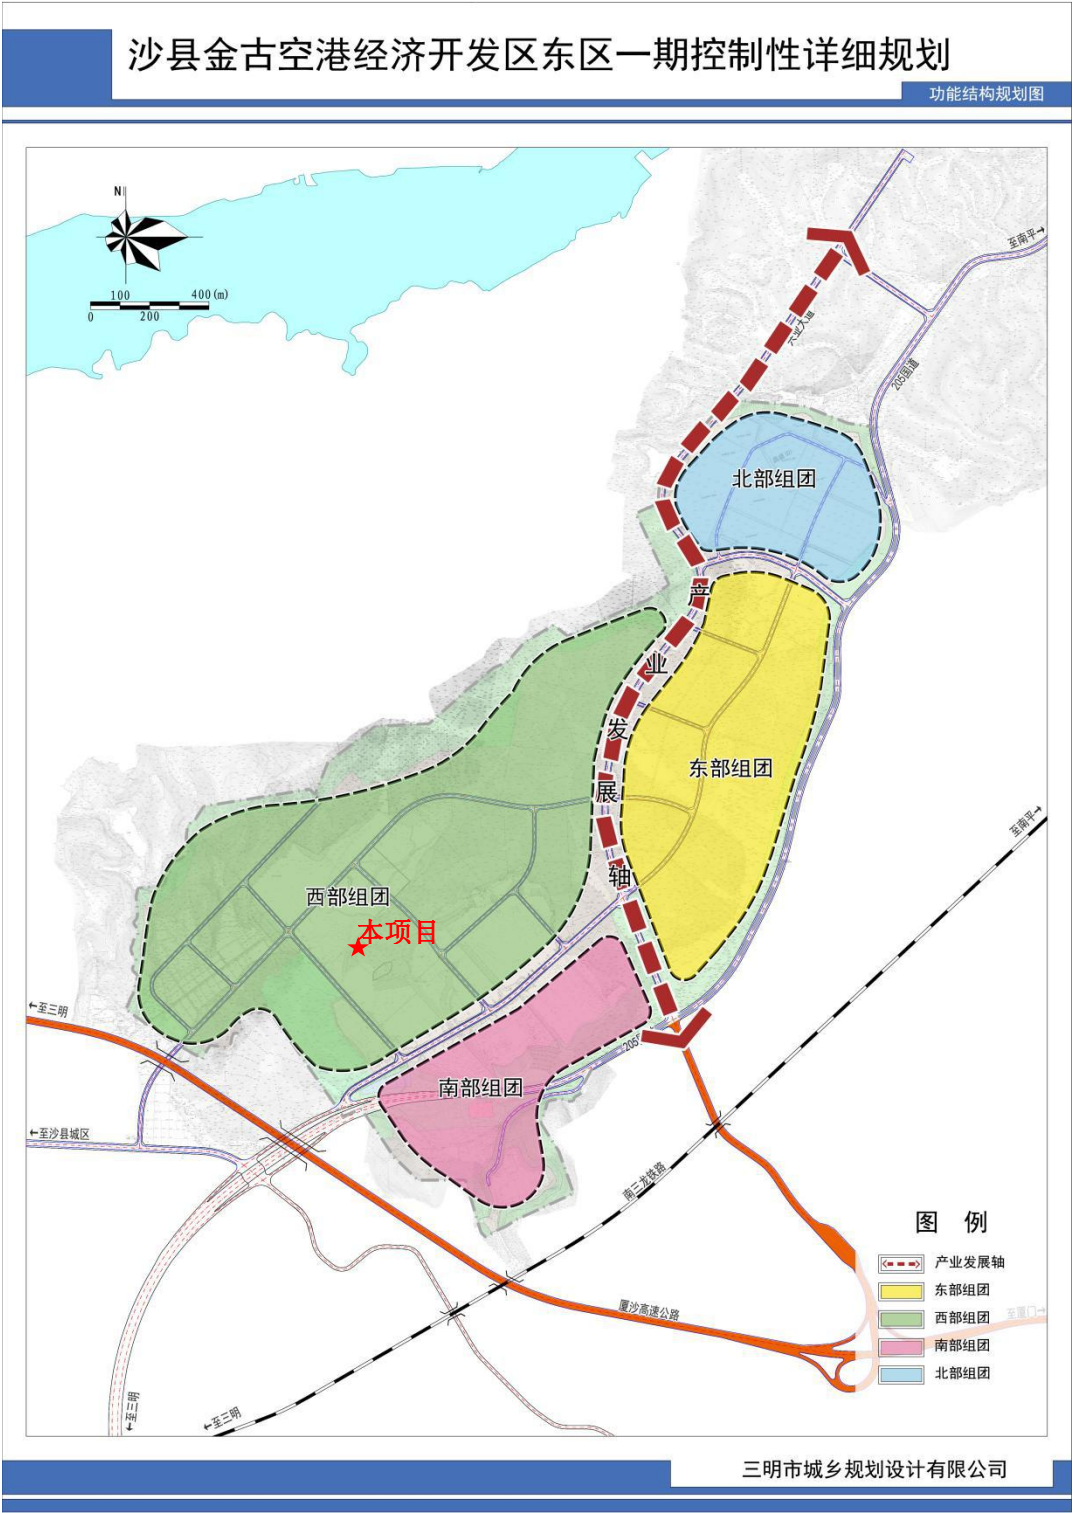 沙县金古空港经济开发区东区一期控制性详细规划
功能结构规划图
N
100 400(m)
0 200
至南平
205国道
北部组团
产业发展轴
东部组团
至南平
西部组团
本项目
至三明
205
南部组团
至沙县城区
南三龙铁路
图 例
产业发展轴
东部组团
西部组团
南部组团
北部组团
厦沙高速公路
至厦门
至三明
至三明
三明市城乡规划设计有限公司